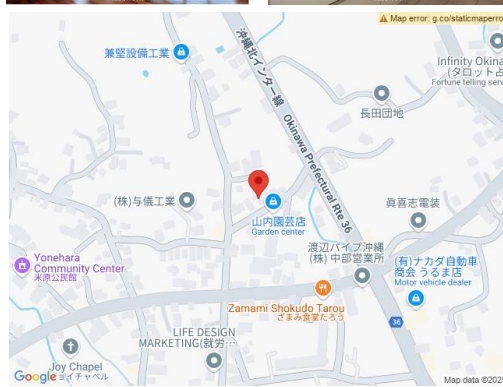 Map error: g.co/staticmaperro
兼堅設備工業
沖縄北インター線
Okinawa Prefectural Rte 36
Infinity Okina
(タロット占
Fortune telling serv
長田団地
(株)与儀工業
山内園芸店
Garden center
眞喜志電装
渡辺パイプ沖縄
(株) 中部営業所
Yonehara
Community Center
米原公民館
(有)ナカダ自動車
商会 うるま店
Motor vehicle dealer
Zamami Shokudo Tarou
ざまみ食堂たろう
36
LIFE DESIGN
MARKETING(就労…
Joy Chapel
ョイチャペル
Google
Map data ©202